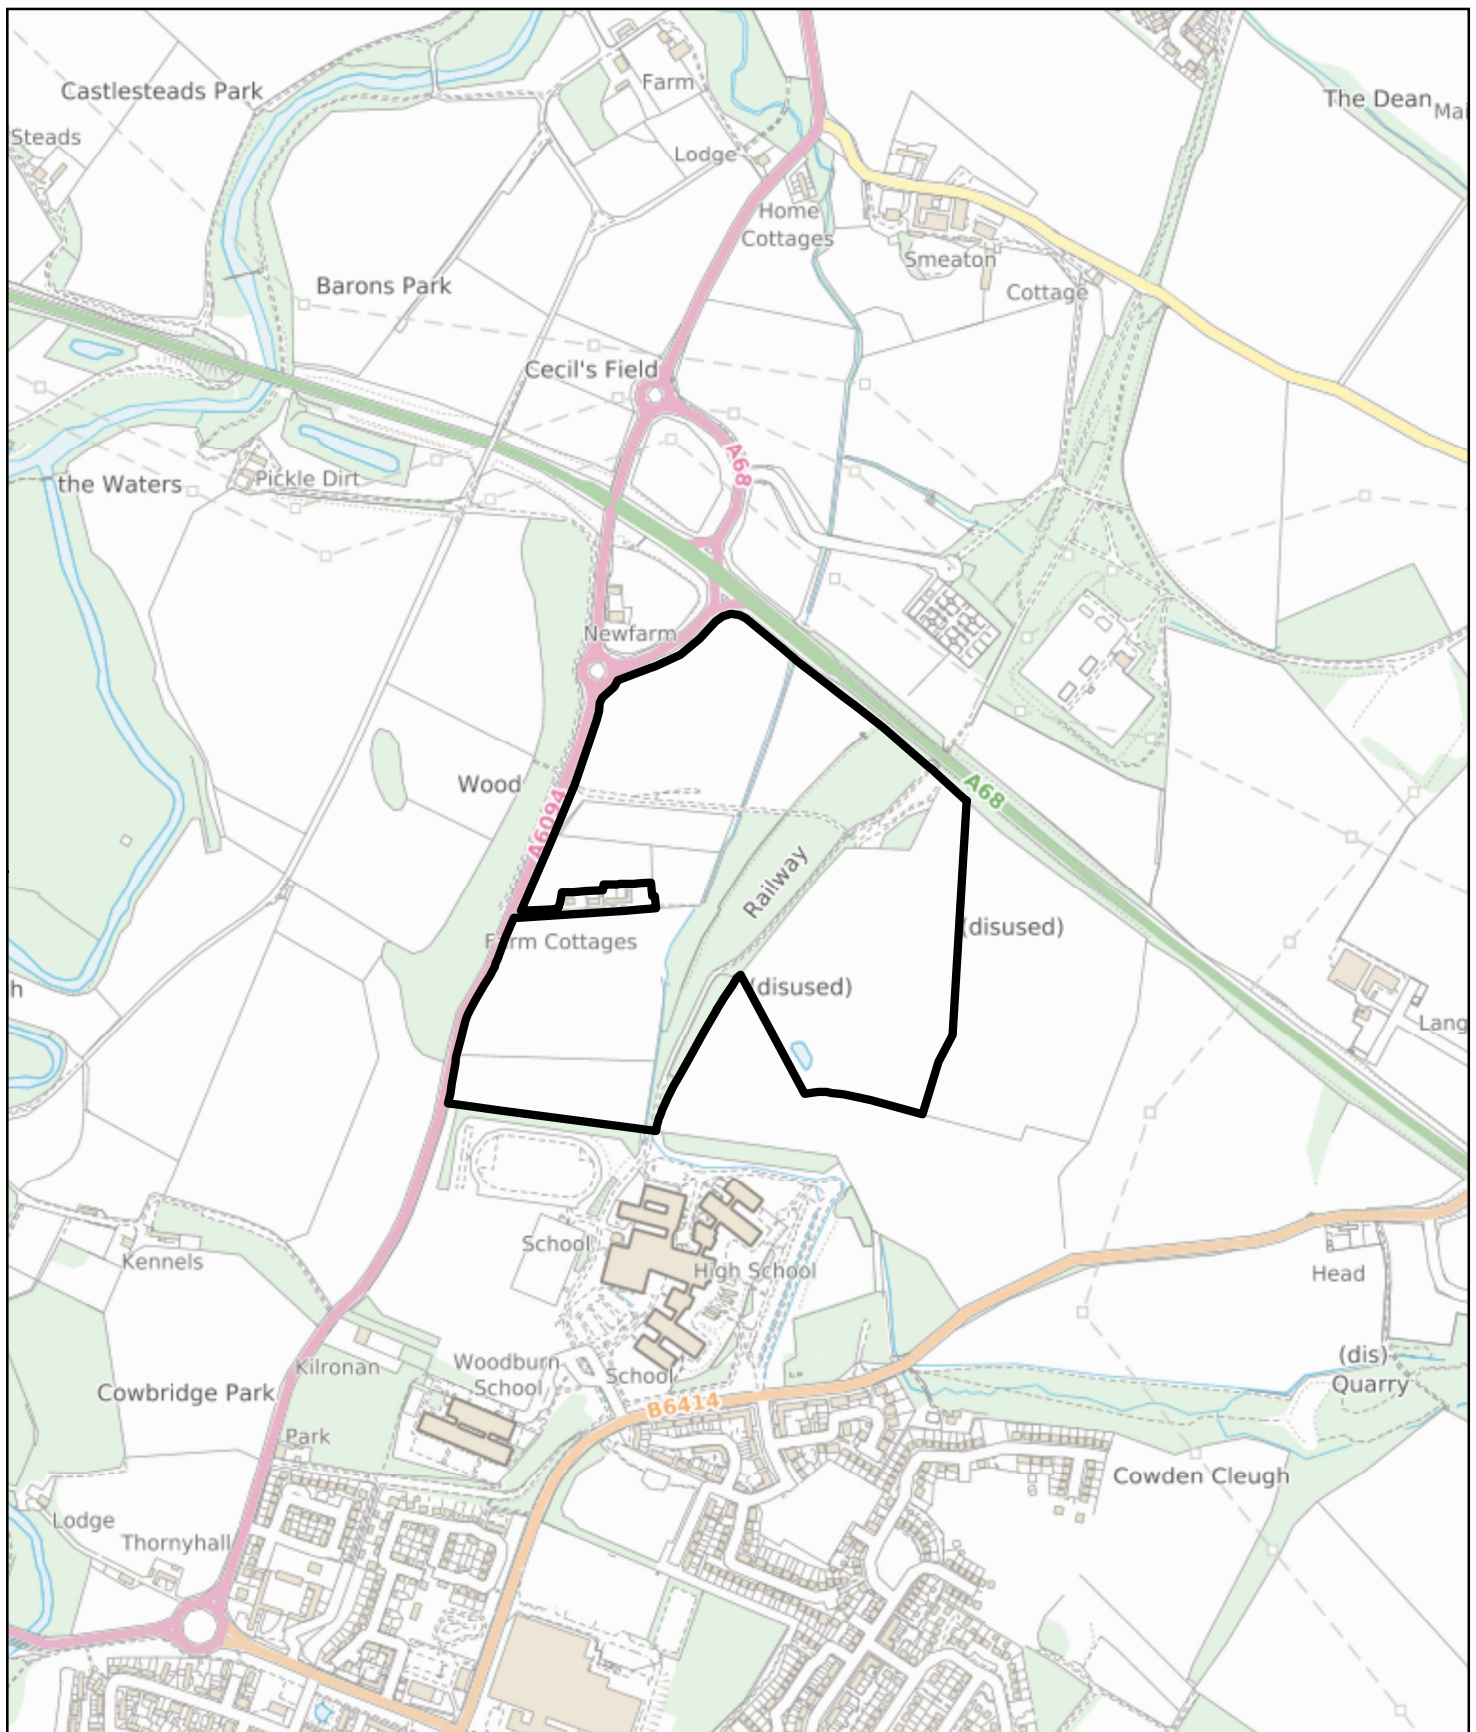 Castlesteads Park
Farm
The Dean
Mai
Steads
Lodge
Home
Cottages
Smeaton
Barons Park
Cottage
Cecil's Field
A68
the Waters
Pickle Dirt
Newfarm
Wood
A68
A6094
Railway
(disused)
Farm Cottages
(disused)
h
Lang
School
High School
Kennels
Head
Kilronan
Woodburn
School
School
(dis)
Quarry
Cowbridge Park
B6414
Park
Cowden Cleugh
Lodge
Thornyhall